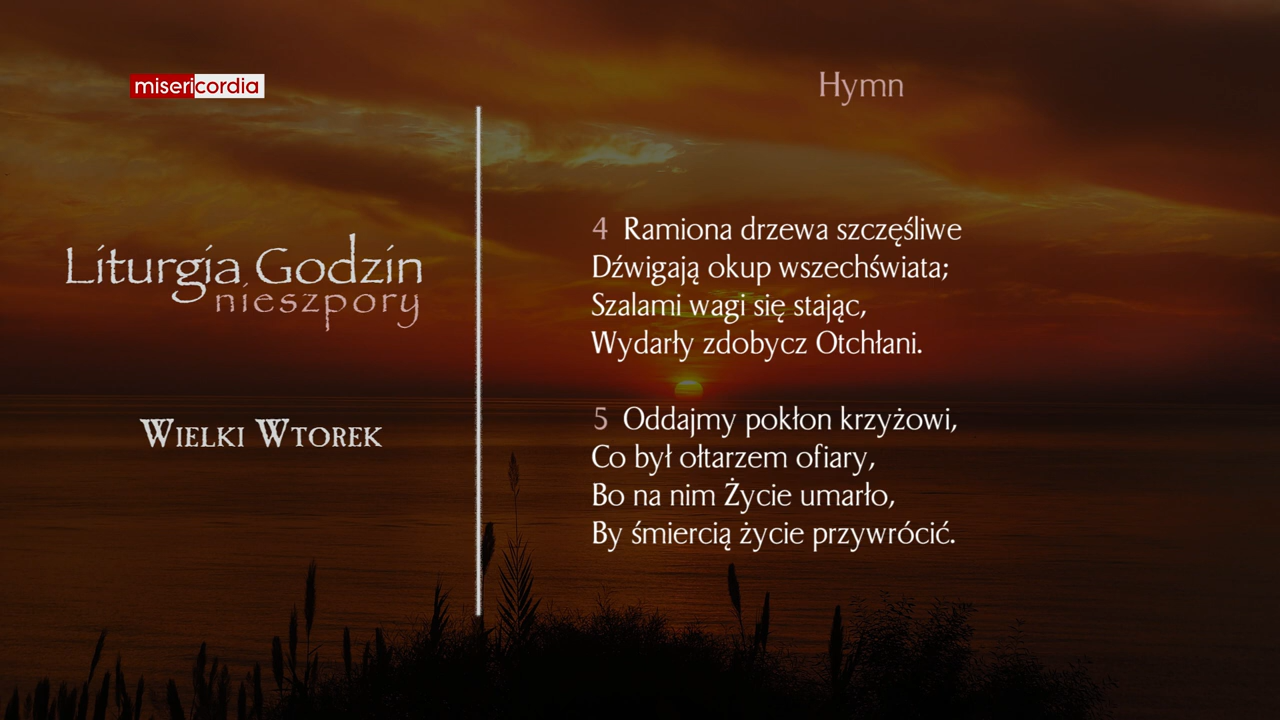 misericordia
Liturgia Godzin
nieszpory
Wielki Wtorek
Hymn
4 Ramiona drzewa szczęśliwe
Dźwigają okup wszechświata;
Szalami wagi się stając,
Wydarły zdobycz Otchłani.
5 Oddajmy pokłon krzyżowi,
Co był ołtarzem ofiary,
Bo na nim Życie umarło,
By śmiercią życie przywrócić.